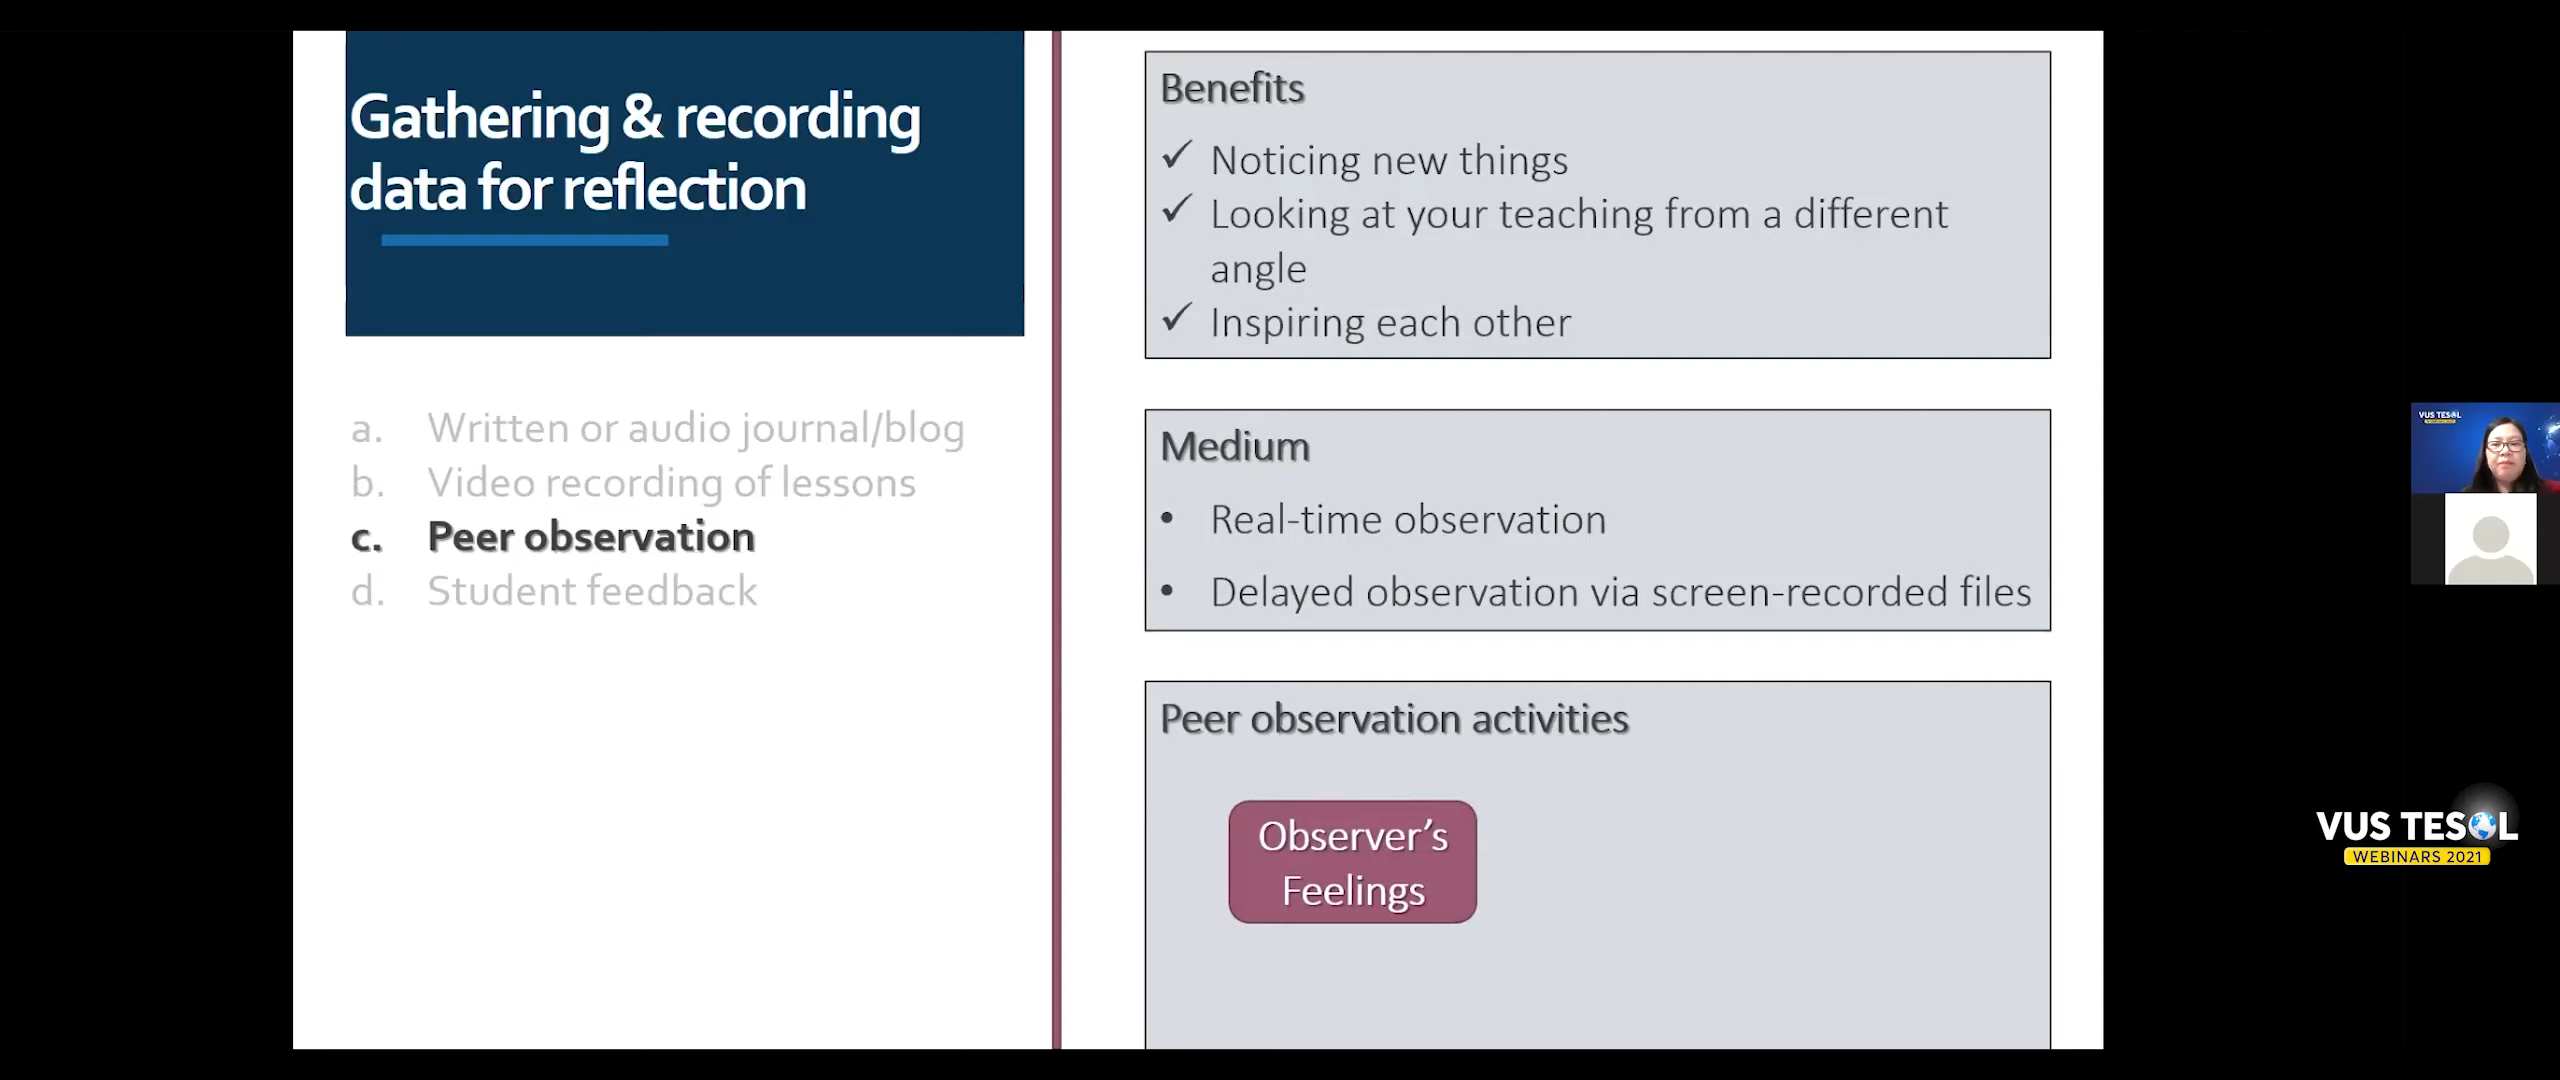 Gathering & recording
data for reflection
a. Written or audio journal/blog
b. Video recording of lessons
c. Peer observation
d. Student feedback
Benefits
✓ Noticing new things
✓ Looking at your teaching from a different
angle
✓ Inspiring each other
Medium
• Real-time observation
• Delayed observation via screen-recorded files
Peer observation activities
Observer’s
Feelings
VUS TESOL
VUS TESOL
WEBINARS 2021